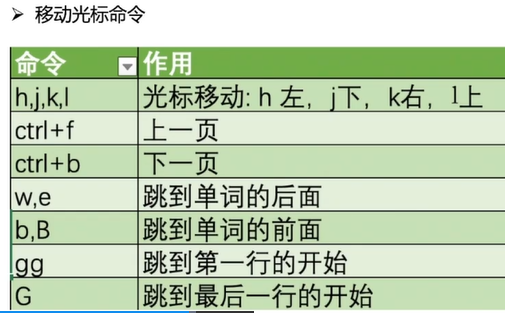 ➤ 移动光标命令
命令 作用
h,j,k,l 光标移动: h 左，j下，k右，l上
ctrl+f 上一页
ctrl+b 下一页
w,e 跳到单词的后面
b,B 跳到单词的前面
gg 跳到第一行的开始
G 跳到最后一行的开始